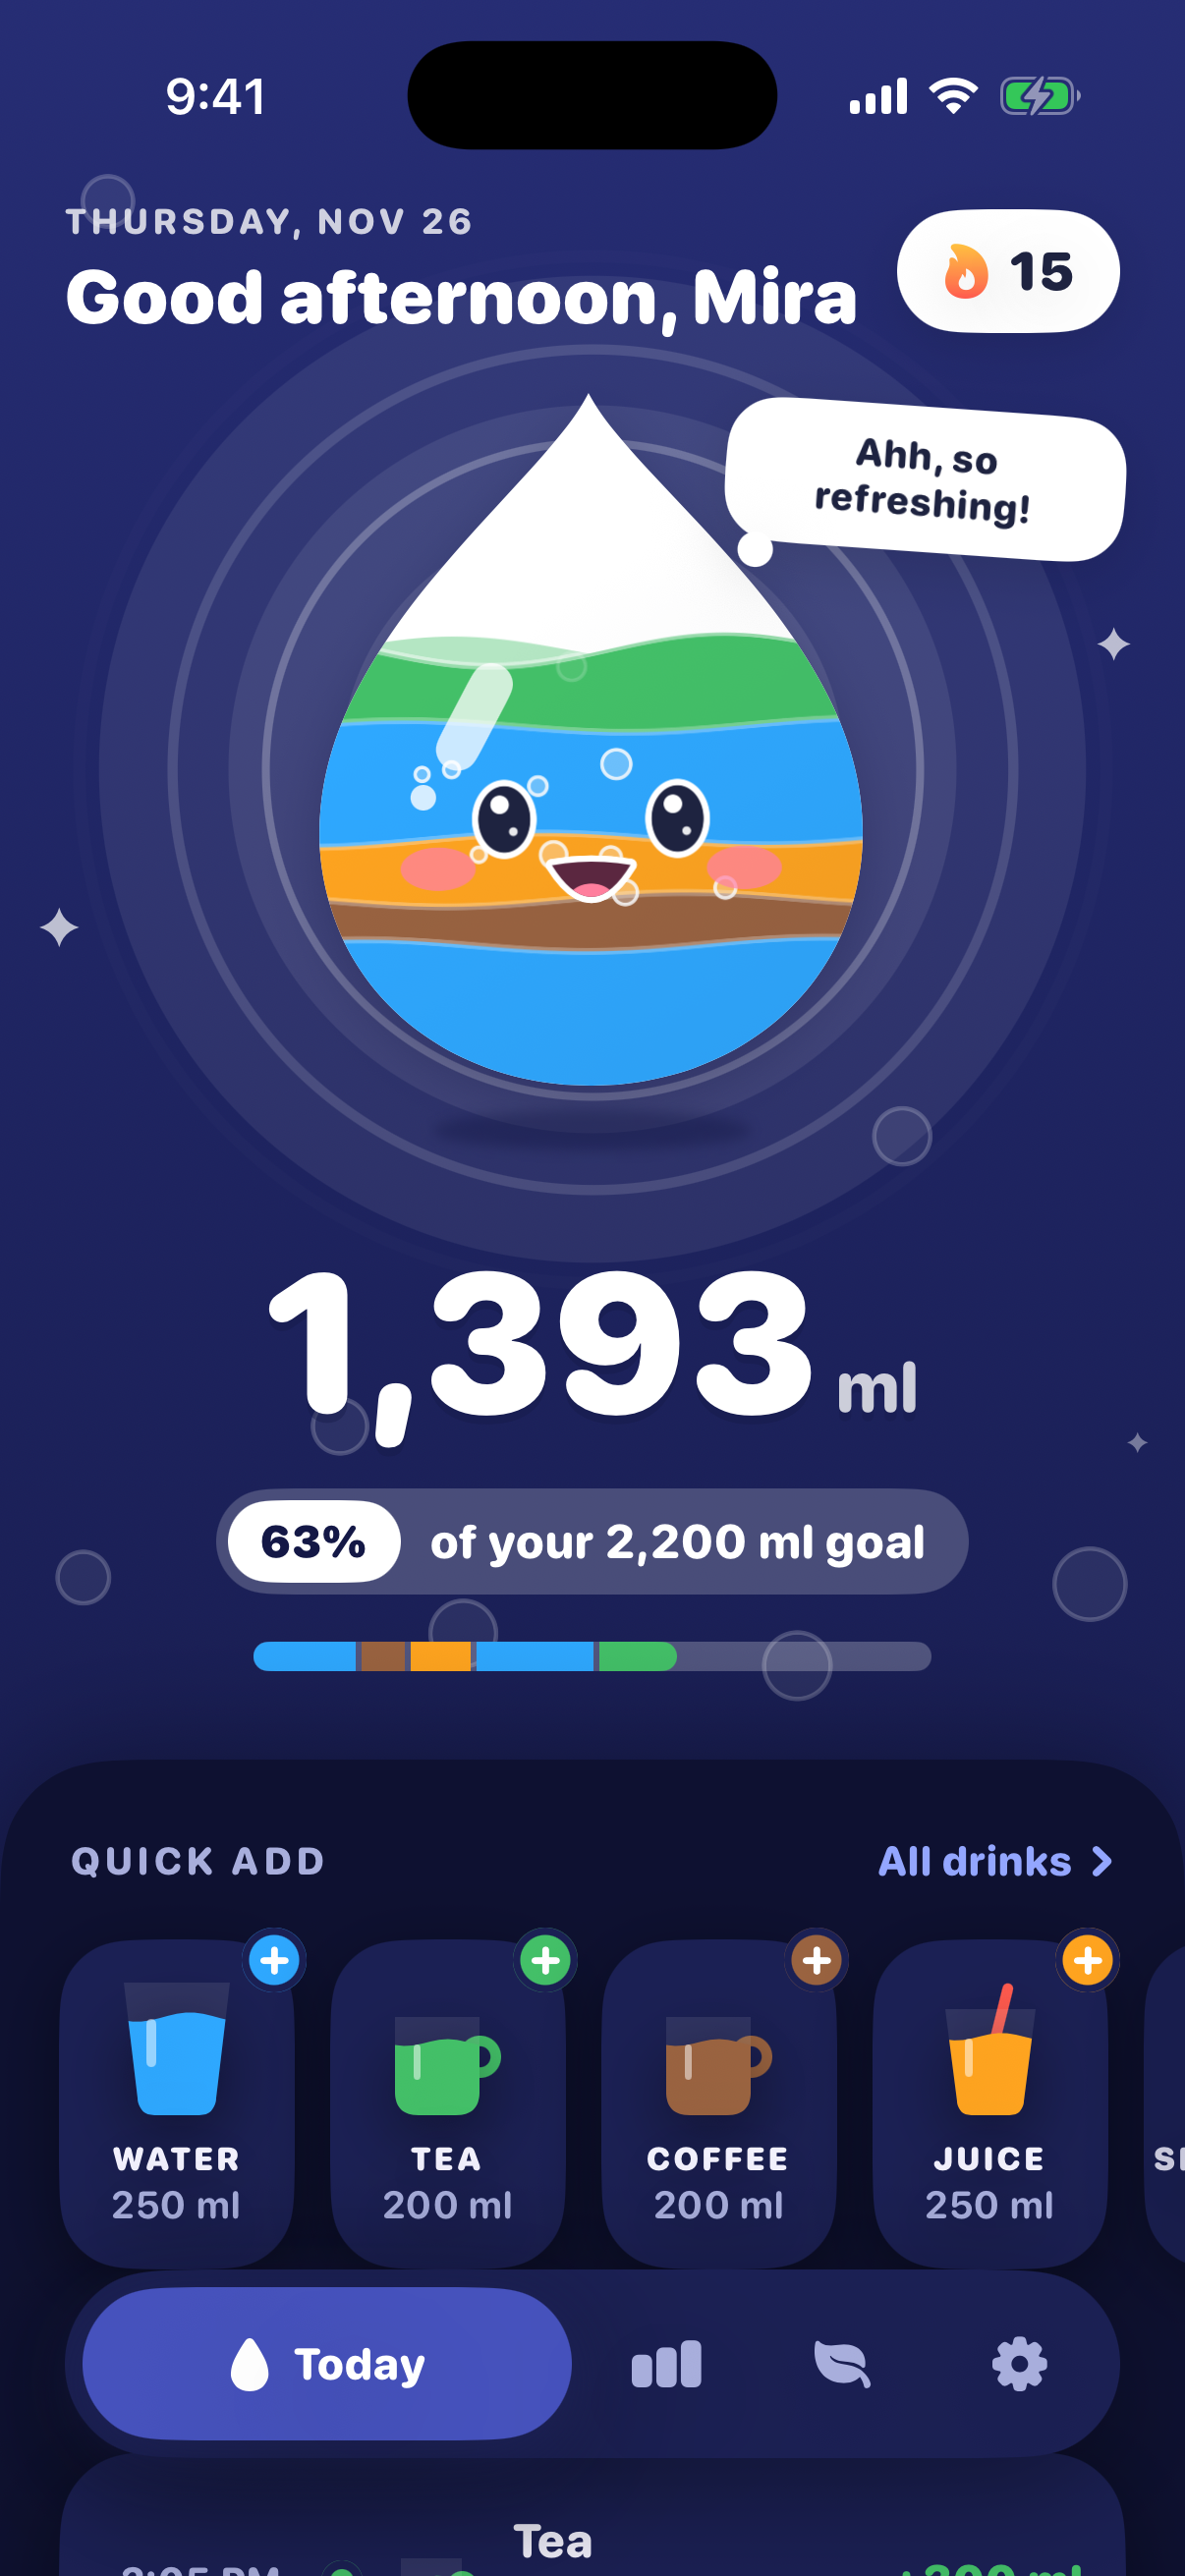 9:41
THURSDAY, NOV 26
Good afternoon, Mira
15
Ahh, so
refreshing!
1,393 ml
63% of your 2,200 ml goal
QUICK ADD
All drinks
WATER
250 ml
TEA
200 ml
COFFEE
200 ml
JUICE
250 ml
Today
Tea